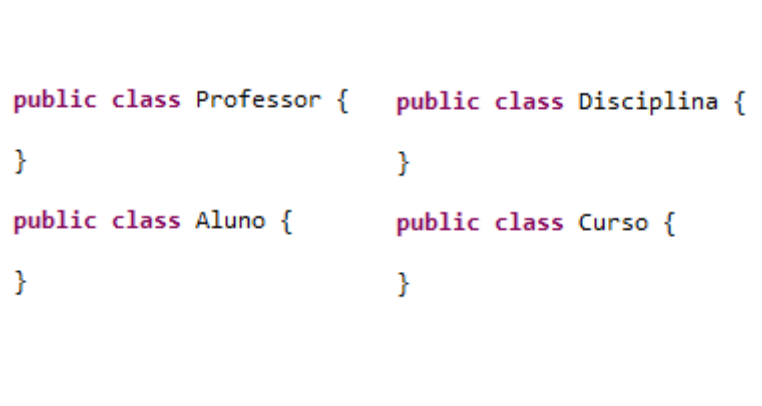 public class Professor {
}
public class Aluno {
}
public class Disciplina {
}
public class Curso {
}